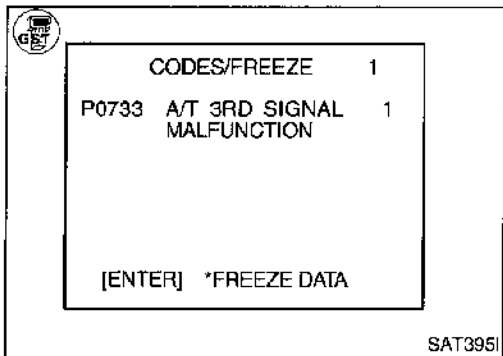 GST
CODES/FREEZE 1
P0733 A/T 3RD SIGNAL 1
MALFUNCTION
[ENTER] *FREEZE DATA
SAT395I